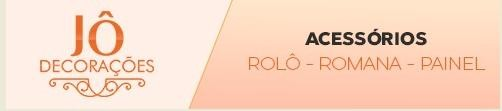 JÔ
DECORAÇÕES
ACESSÓRIOS
ROLÔ - ROMANA - PAINEL